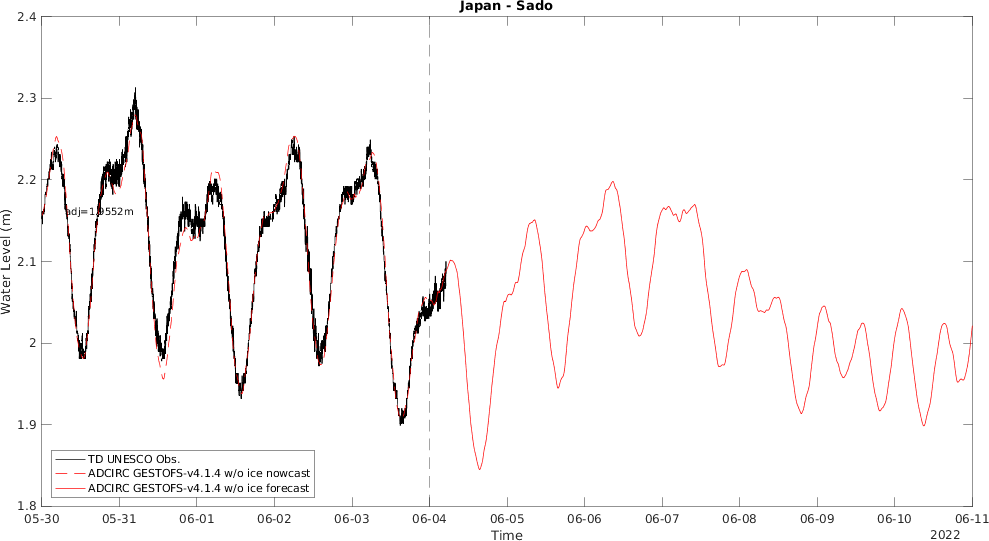 Japan - Sado
2.4
2.3
2.2
2.1
2
1.9
1.8
Water Level (m)
adj=1.9552m
TD UNESCO Obs.
ADCIRC GESTOFS-v4.1.4 w/o ice nowcast
ADCIRC GESTOFS-v4.1.4 w/o ice forecast
05-30 05-31 06-01 06-02 06-03 06-04 06-05 06-06 06-07 06-08 06-09 06-10 06-11
Time
2022